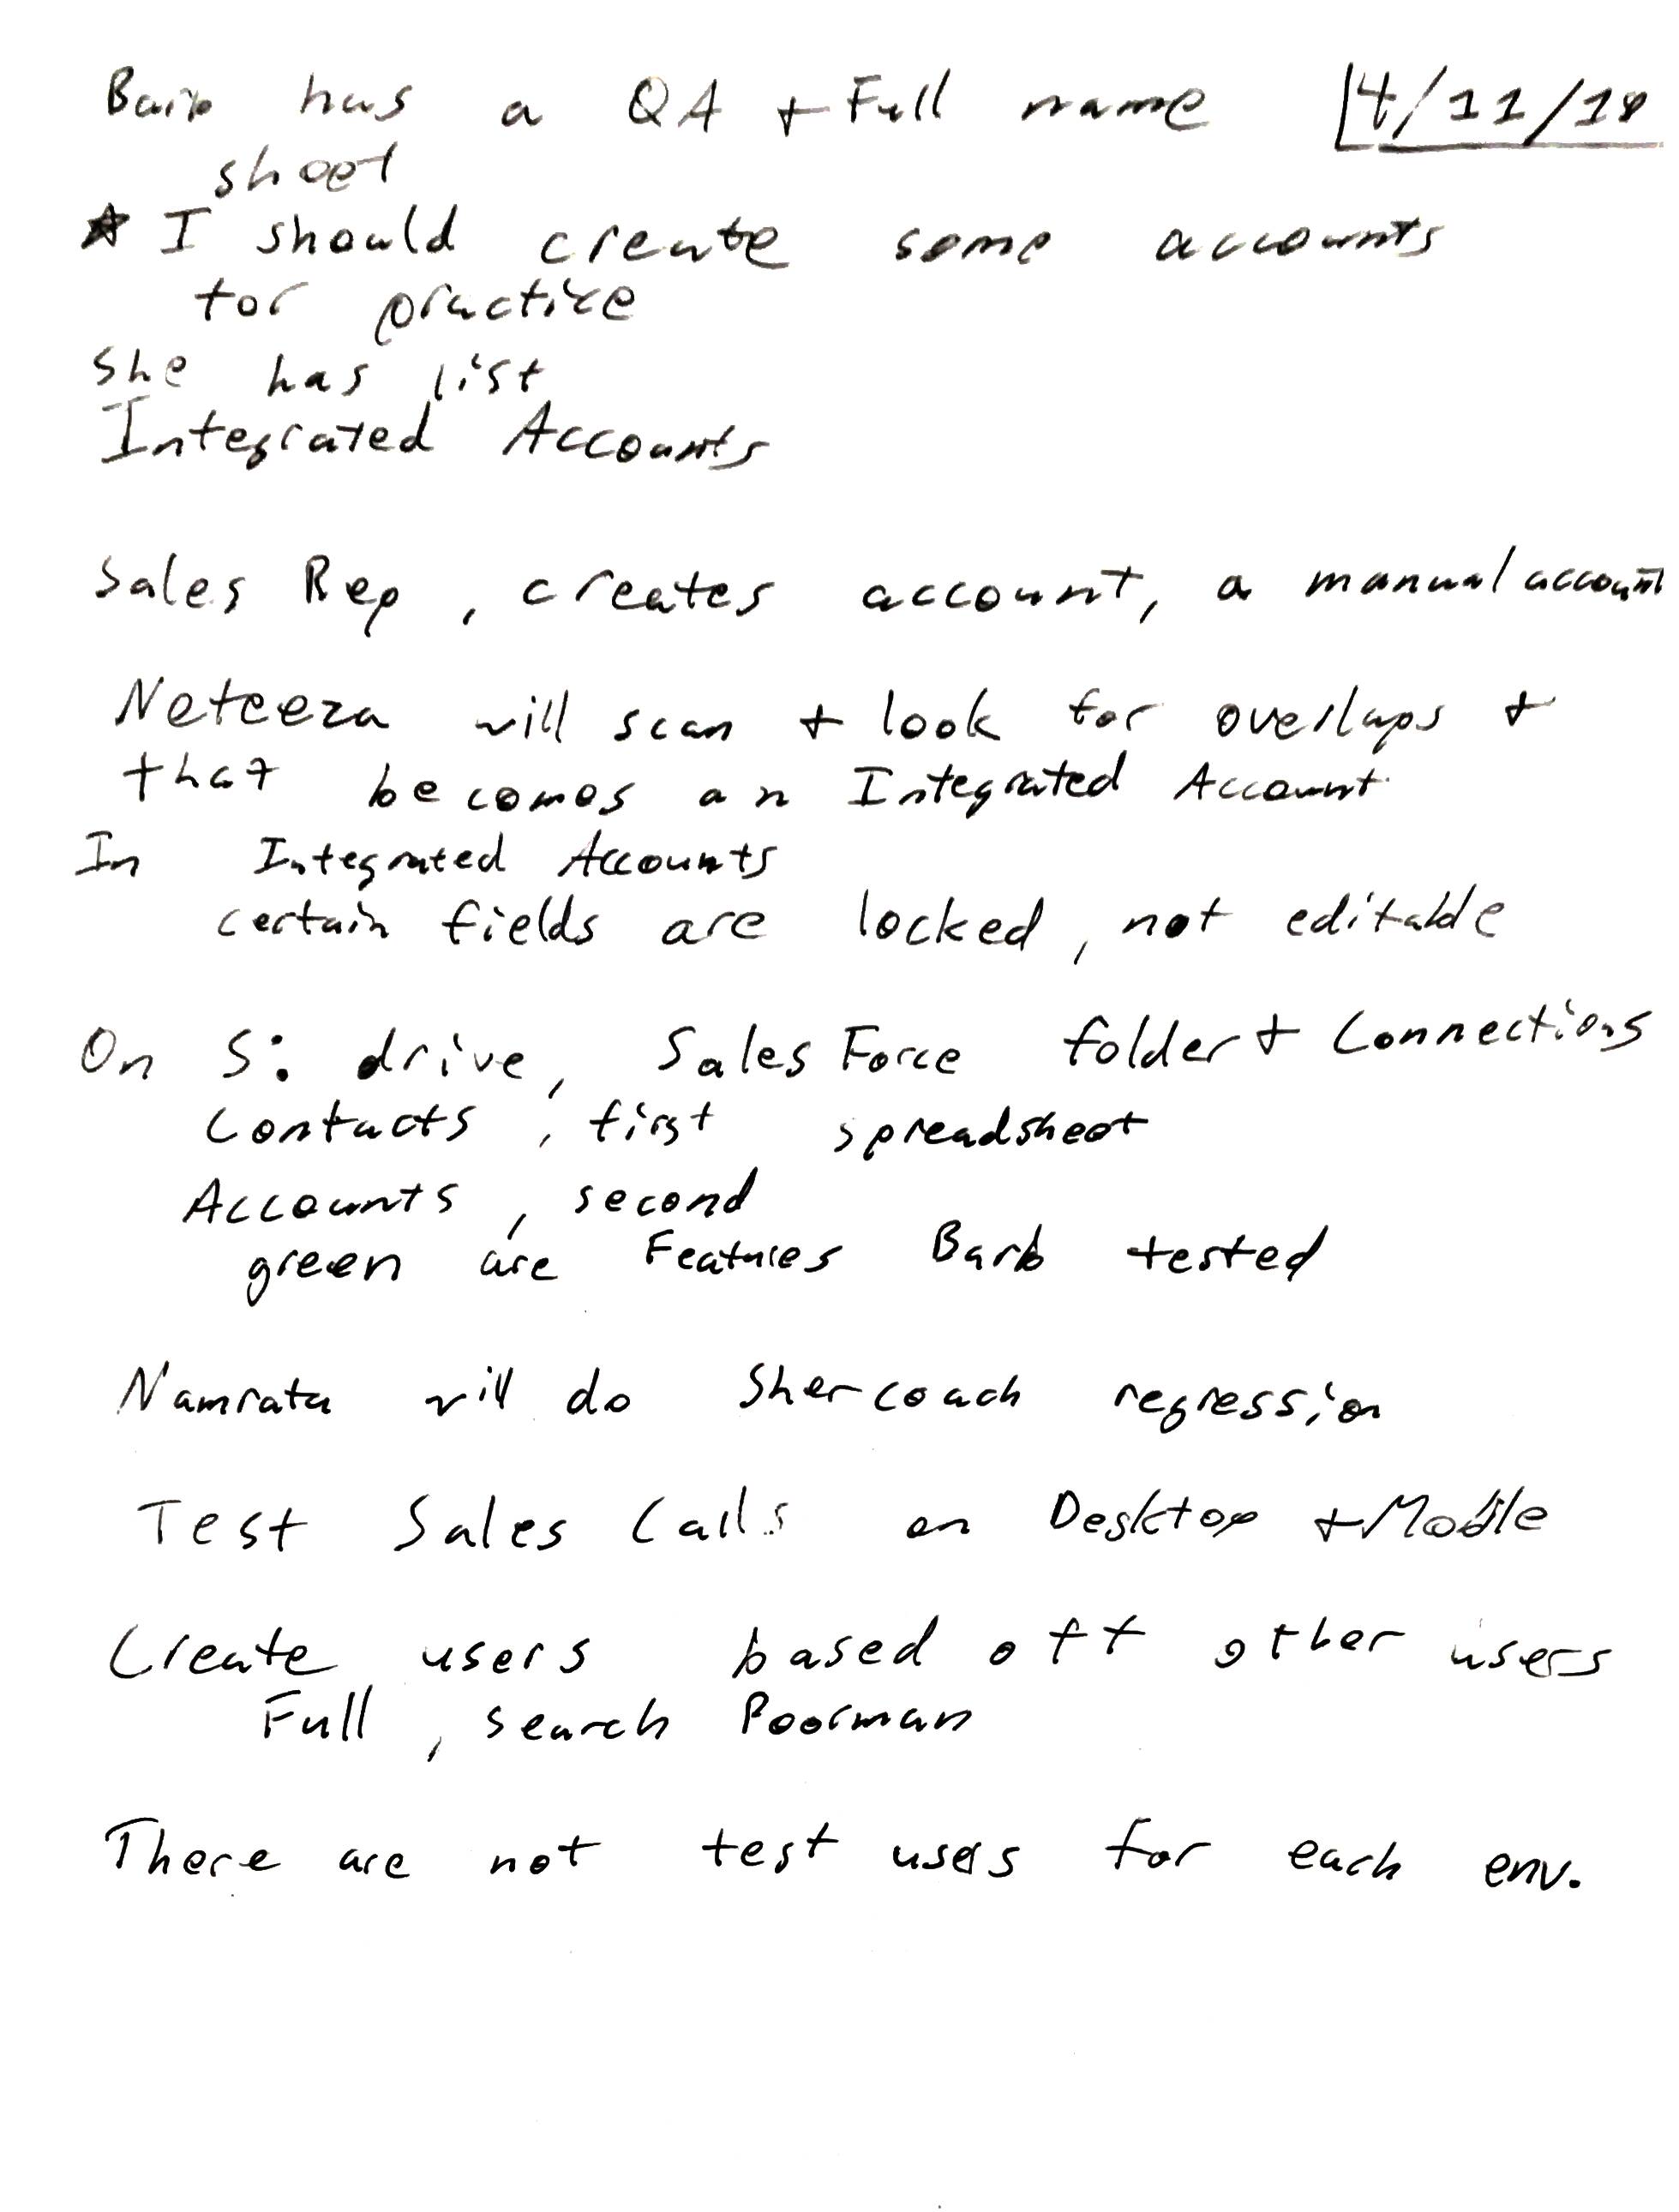 Barb has a QA + Full name 4/11/18
sheet
★ I should create some accounts
for practice
She has list
Integrated Accounts
Sales Rep, creates account, a manual account
Neteeza will scan + look for overlaps +
that becomes an Integrated Account
In Integrated Accounts
certain fields are locked, not editable
On S: drive, Sales Force folder + Connections
Contacts, first spreadsheet
Accounts, second
green are Features Barb tested
Namrata will do Shercoach regression
Test Sales Calls on Desktop + Mobile
Create users based off other users
Full, search Poorman
There are not test users for each env.